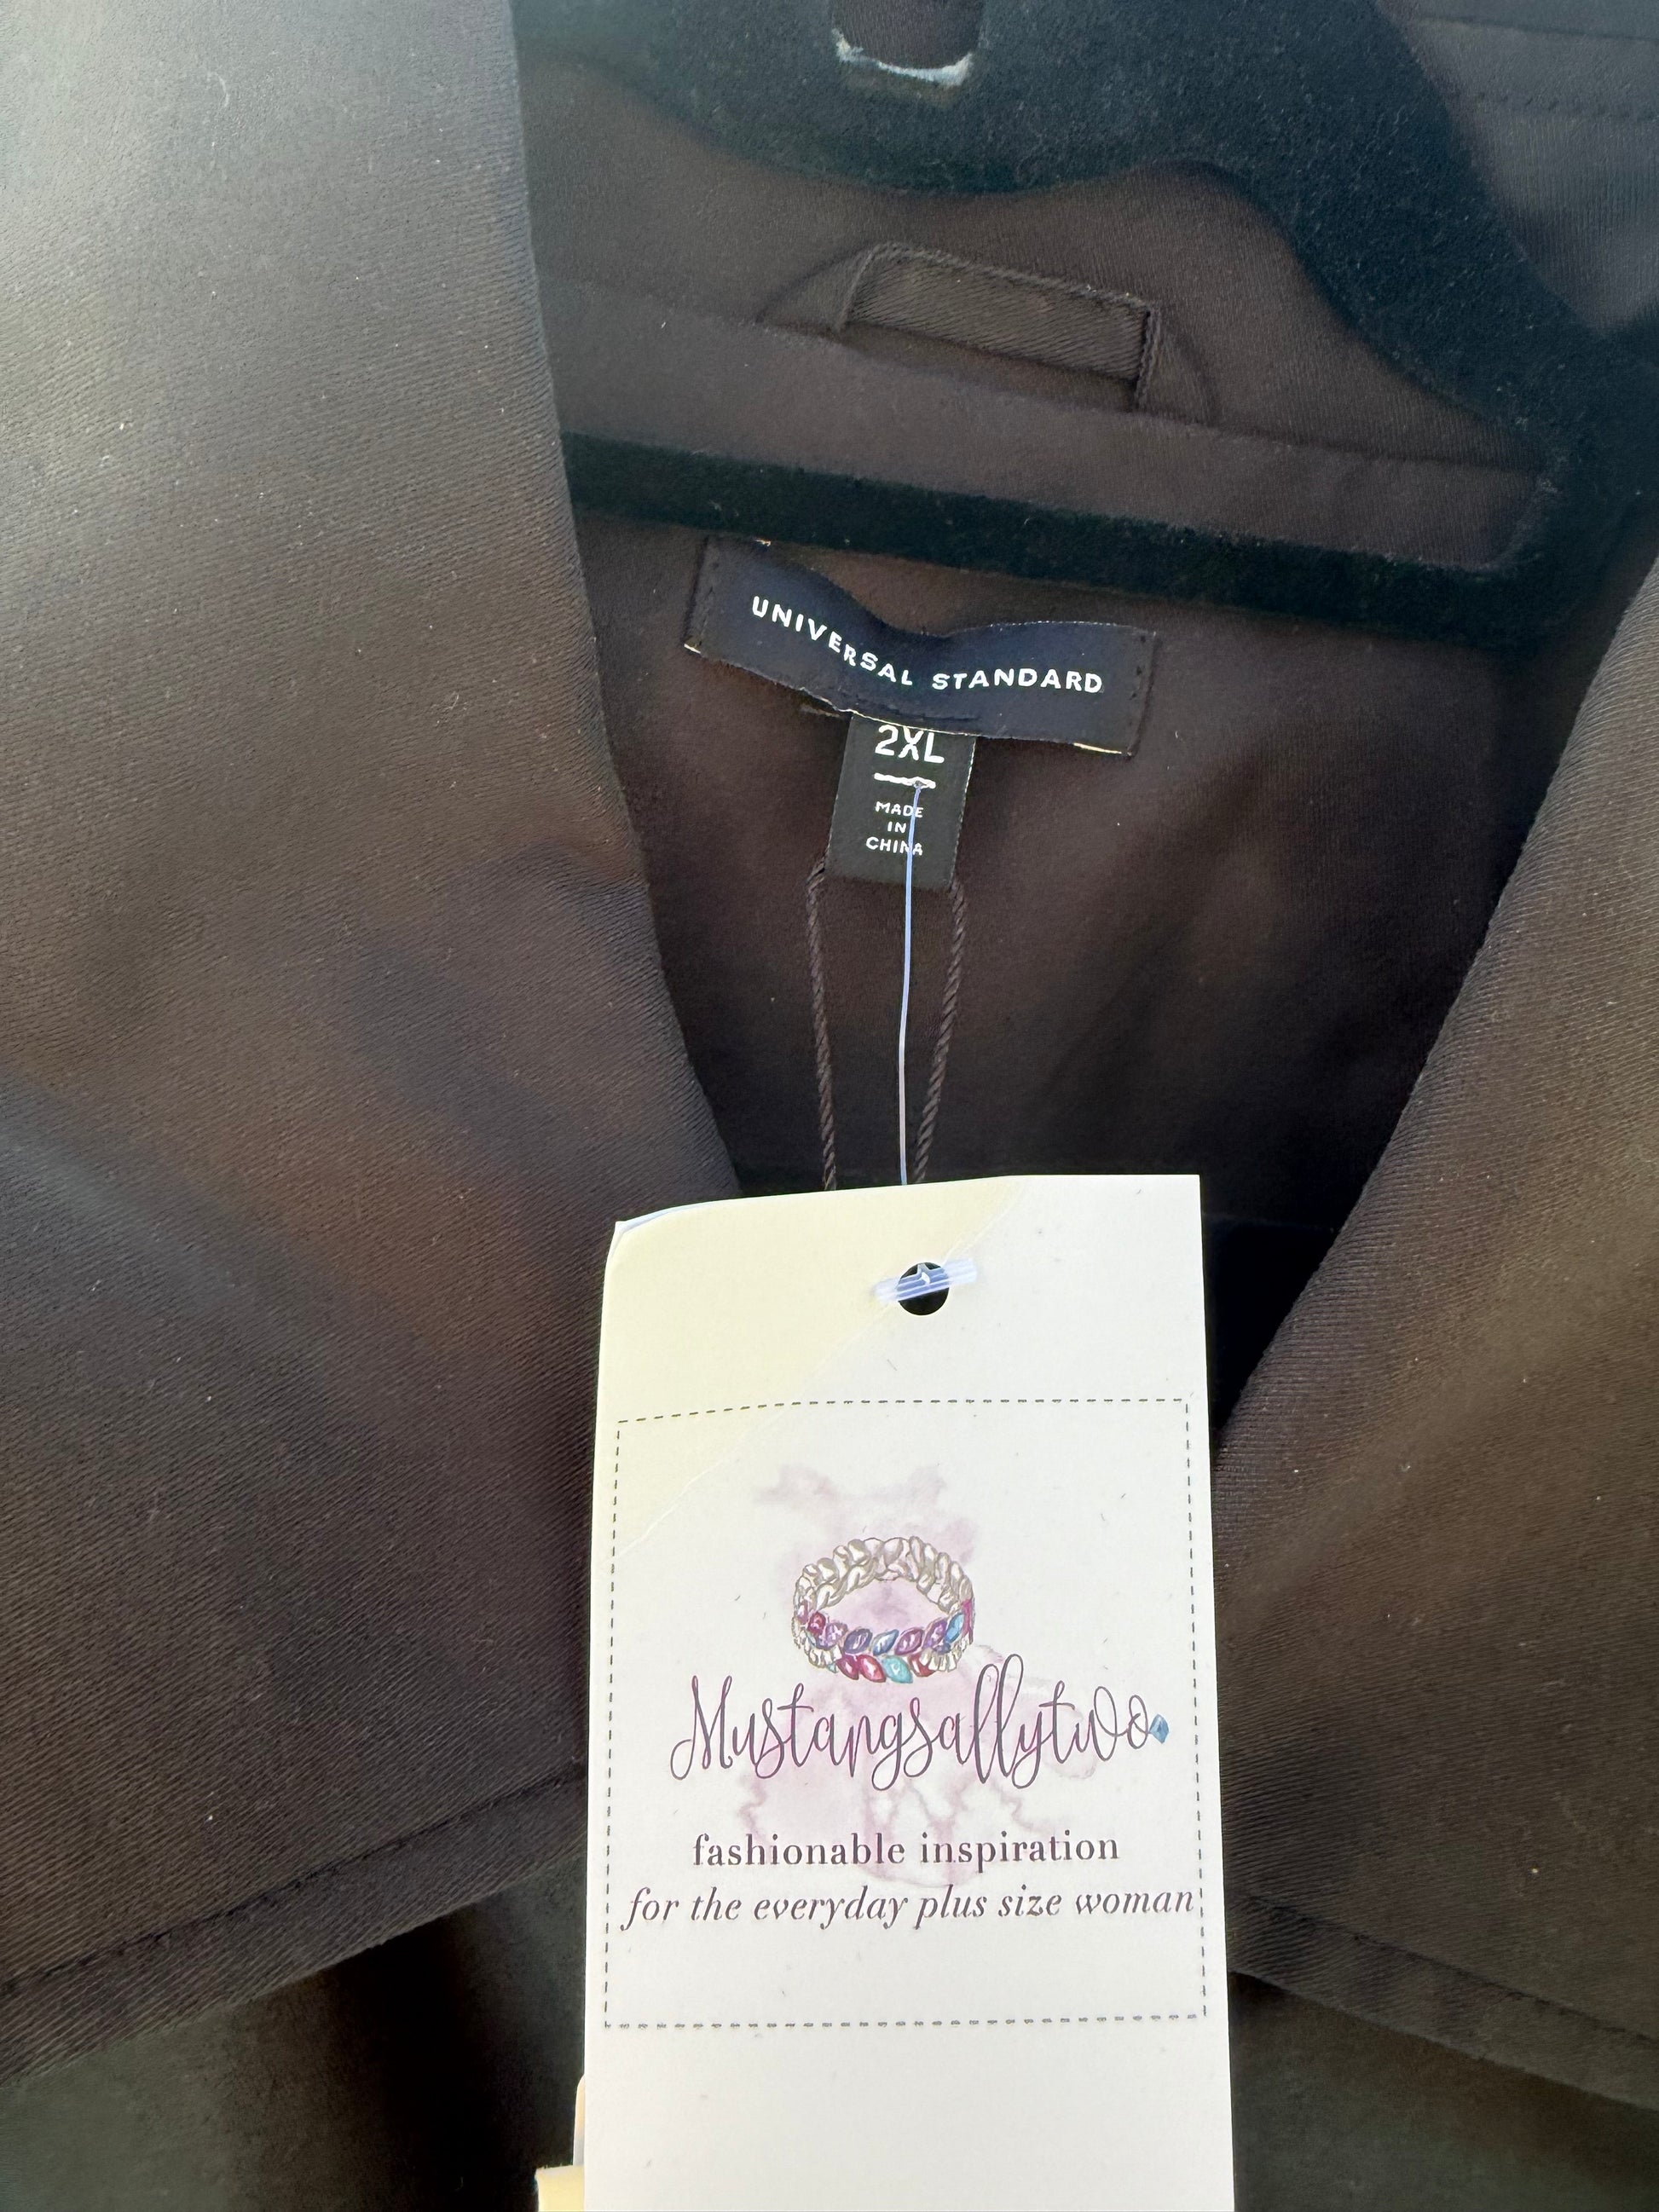 UNIVERSAL STANDARD
2XL
MADE
IN
CHINA
Mustangsallytwo
fashionable inspiration
for the everyday plus size woman